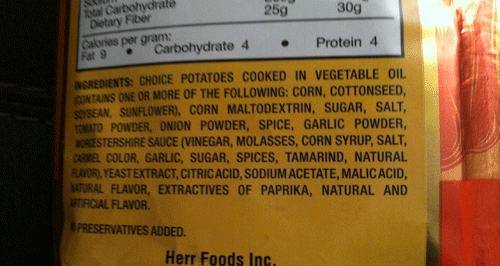 Total Carbohydrate
25g 30g
Dietary Fiber
Calories per gram:
Fat 9 • Carbohydrate 4 • Protein 4
INGREDIENTS: CHOICE POTATOES COOKED IN VEGETABLE OIL
(CONTAINS ONE OR MORE OF THE FOLLOWING: CORN, COTTONSEED,
SOYBEAN, SUNFLOWER), CORN MALTODEXTRIN, SUGAR, SALT,
TOMATO POWDER, ONION POWDER, SPICE, GARLIC POWDER,
WORCESTERSHIRE SAUCE (VINEGAR, MOLASSES, CORN SYRUP, SALT,
CARMEL COLOR, GARLIC, SUGAR, SPICES, TAMARIND, NATURAL
FLAVOR), YEAST EXTRACT, CITRIC ACID, SODIUM ACETATE, MALIC ACID,
NATURAL FLAVOR, EXTRACTIVES OF PAPRIKA, NATURAL AND
ARTIFICIAL FLAVOR.
PRESERVATIVES ADDED.
Herr Foods Inc.